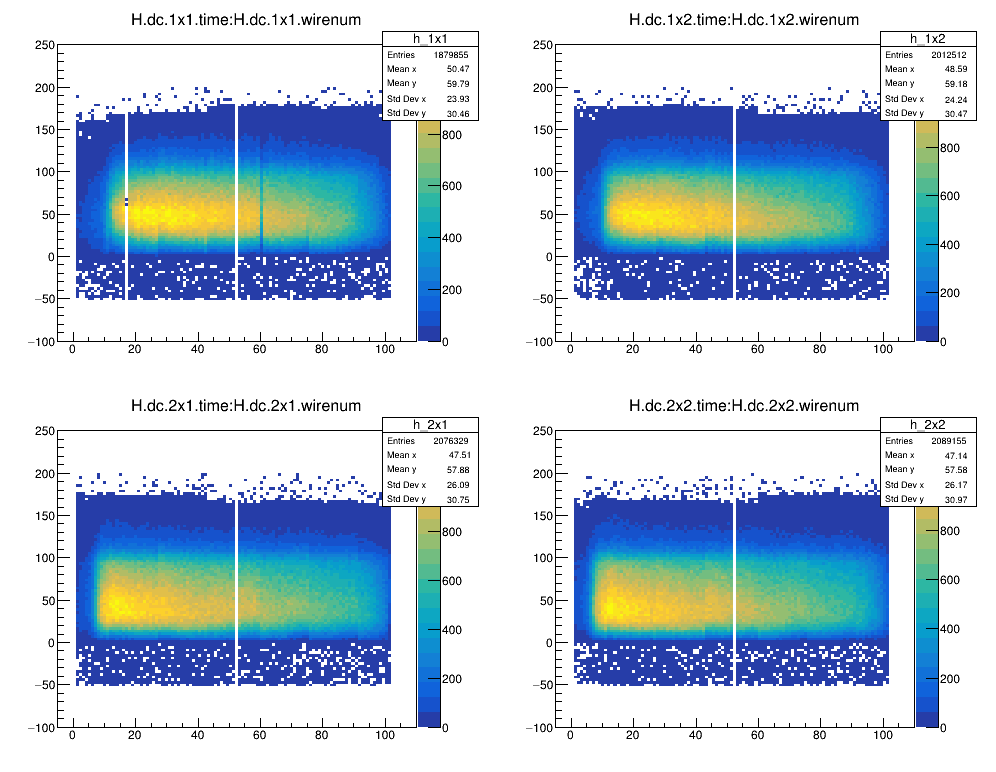 H.dc.1x1.time:H.dc.1x1.wirenum
h_1x1
Entries 1879855
Mean x 50.47
Mean y 59.79
Std Dev x 23.93
Std Dev y 30.46
250
200
150
100
50
0
−50
−100
0 20 40 60 80 100
800
600
400
200
0
H.dc.1x2.time:H.dc.1x2.wirenum
h_1x2
Entries 2012512
Mean x 48.59
Mean y 59.18
Std Dev x 24.24
Std Dev y 30.47
250
200
150
100
50
0
−50
−100
0 20 40 60 80 100
800
600
400
200
0
H.dc.2x1.time:H.dc.2x1.wirenum
h_2x1
Entries 2076329
Mean x 47.51
Mean y 57.88
Std Dev x 26.09
Std Dev y 30.75
250
200
150
100
50
0
−50
−100
0 20 40 60 80 100
800
600
400
200
0
H.dc.2x2.time:H.dc.2x2.wirenum
h_2x2
Entries 2089155
Mean x 47.14
Mean y 57.58
Std Dev x 26.17
Std Dev y 30.97
250
200
150
100
50
0
−50
−100
0 20 40 60 80 100
800
600
400
200
0